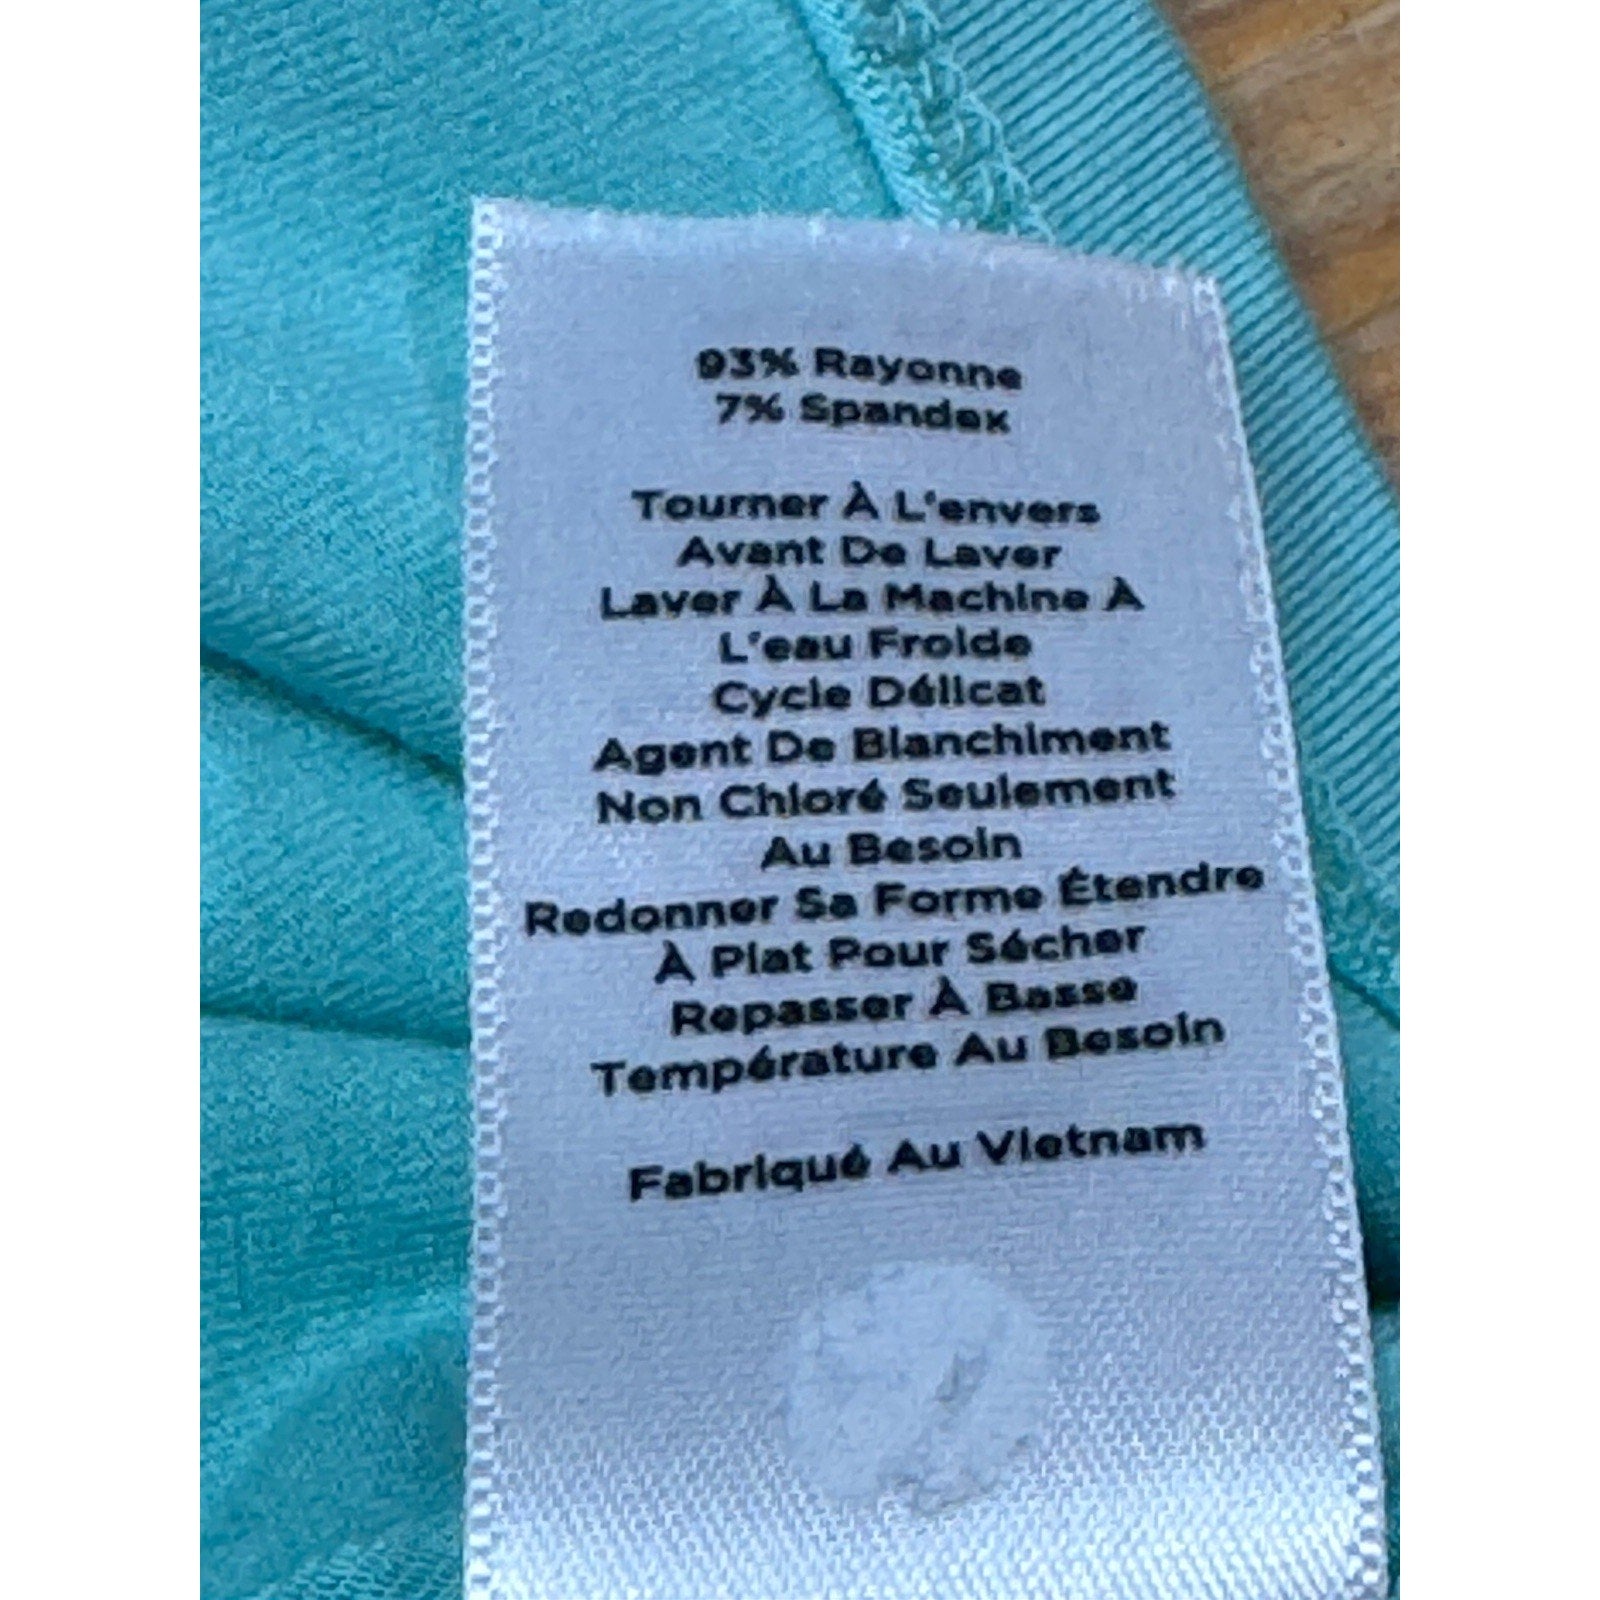 93% Rayonne
7% Spandex
Tourner À L'envers
Avant De Laver
Laver À La Machine À
L'eau Froide
Cycle Délicat
Agent De Blanchiment
Non Chloré Seulement
Au Besoin
Redonner Sa Forme Étendre
À Plat Pour Sécher
Repasser À Basse
Température Au Besoin
Fabriqué Au Vietnam